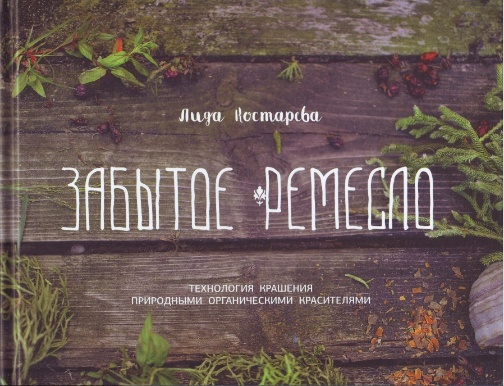 Лида Костарева
ЗАБЫТОЕ РЕМЕСЛО
ТЕХНОЛОГИЯ КРАШЕНИЯ
ПРИРОДНЫМИ ОРГАНИЧЕСКИМИ КРАСИТЕЛЯМИ